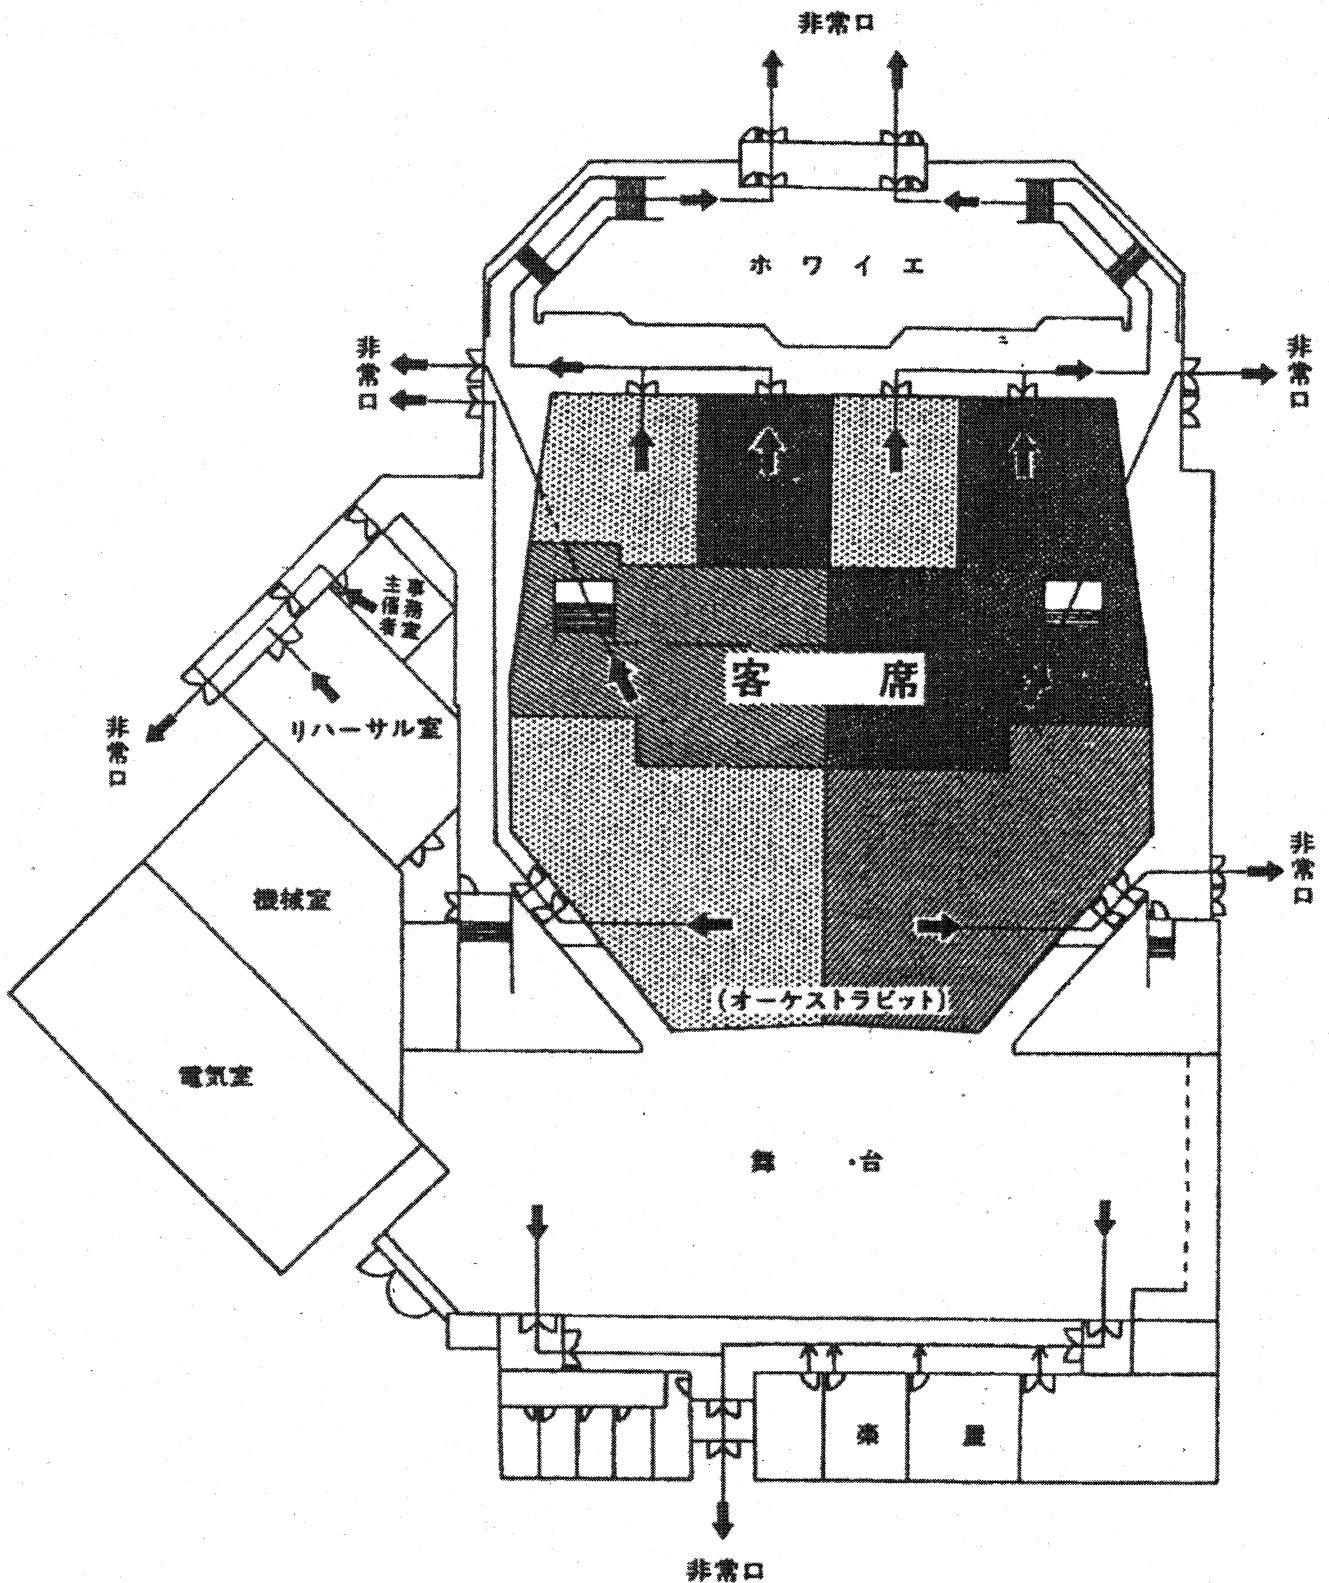 非常口
ホワイエ
非常口
非常口
主催者
事務室
客席
リハーサル室
非常口
機械室
非常口
(オーケストラピット)
電気室
舞・台
楽屋
非常口